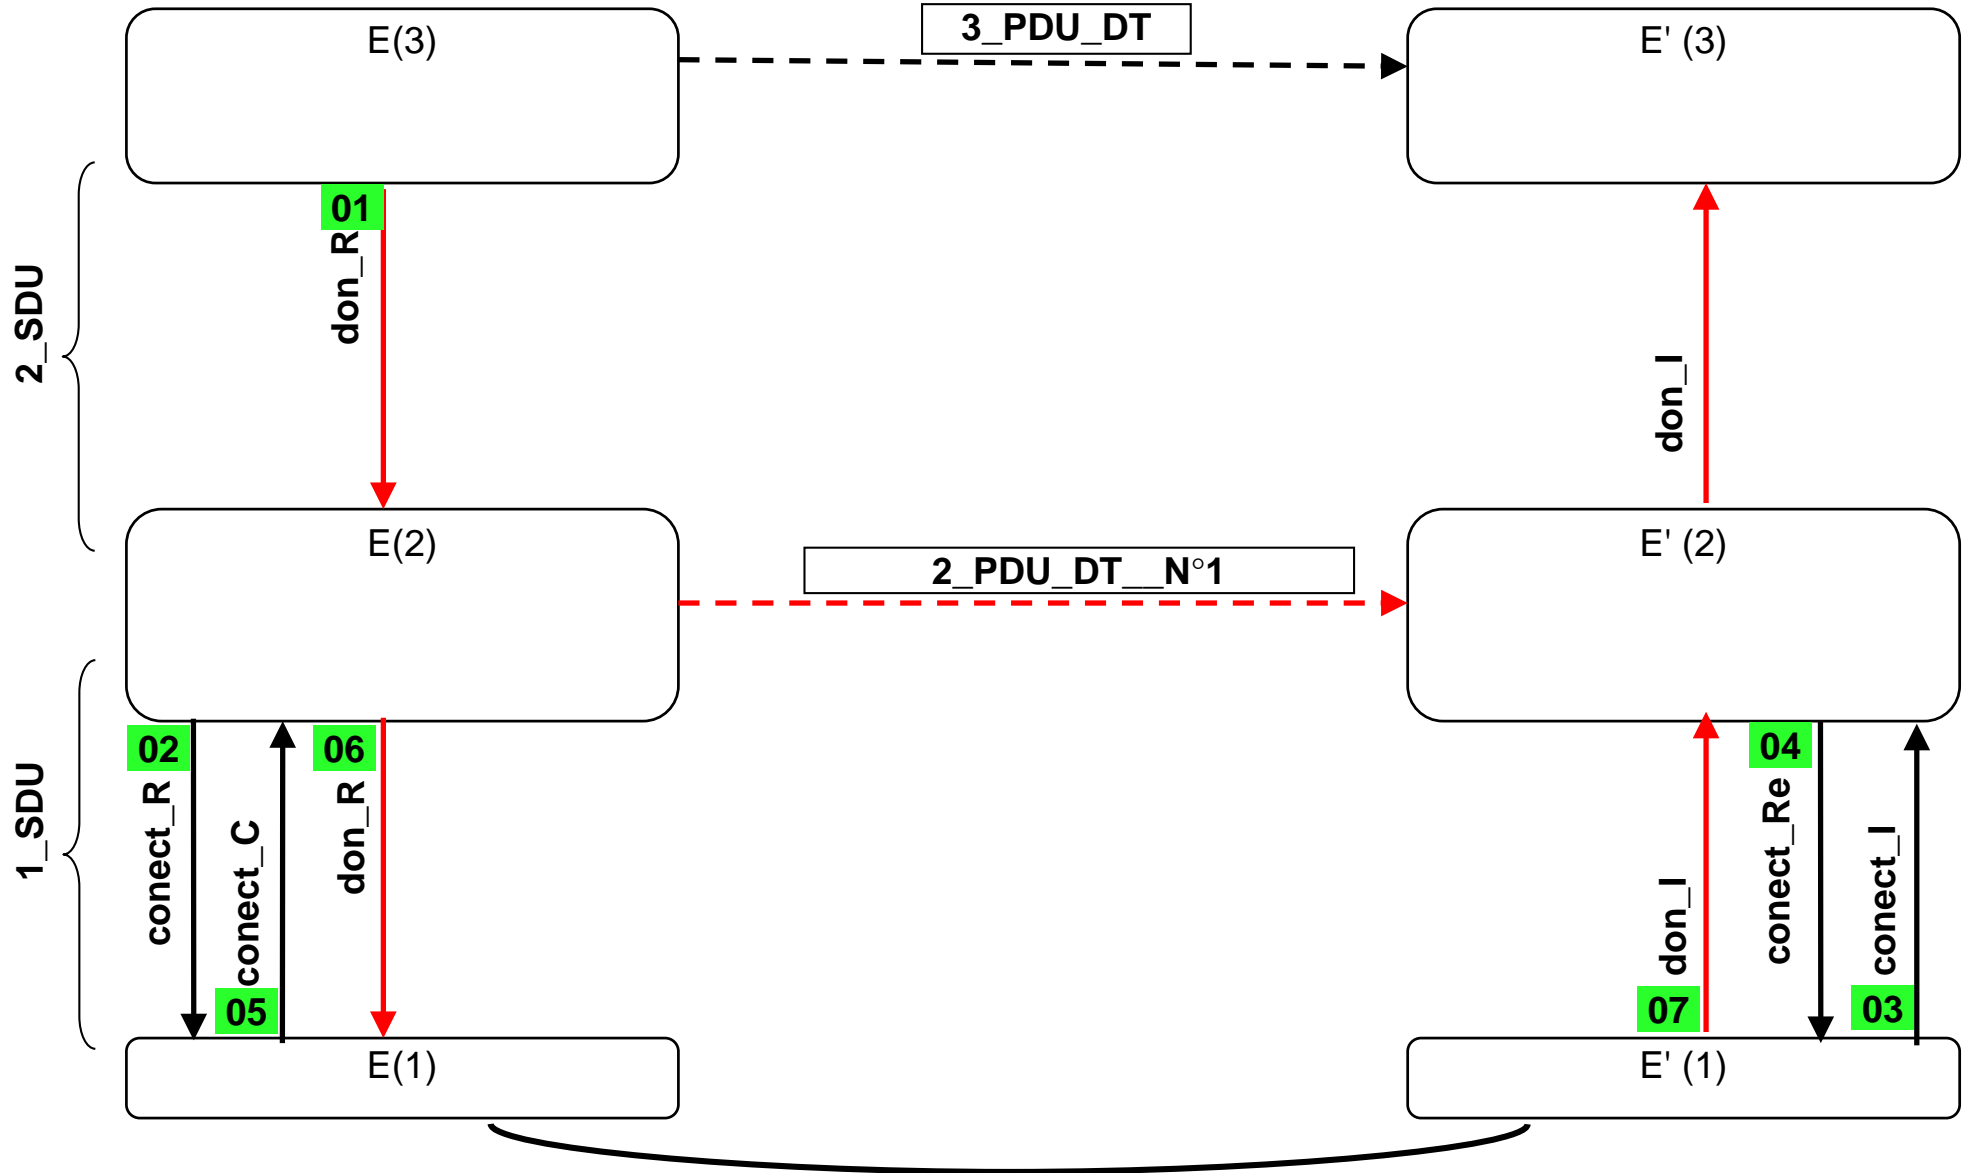 E(3)
3_PDU_DT
E' (3)
01
don_R
2_SDU
don_I
E(2)
2_PDU_DT__N°1
E' (2)
02
06
04
conect_R
conect_C
don_R
conect_Re
conect_I
don_I
1_SDU
05
07
03
E(1)
E' (1)